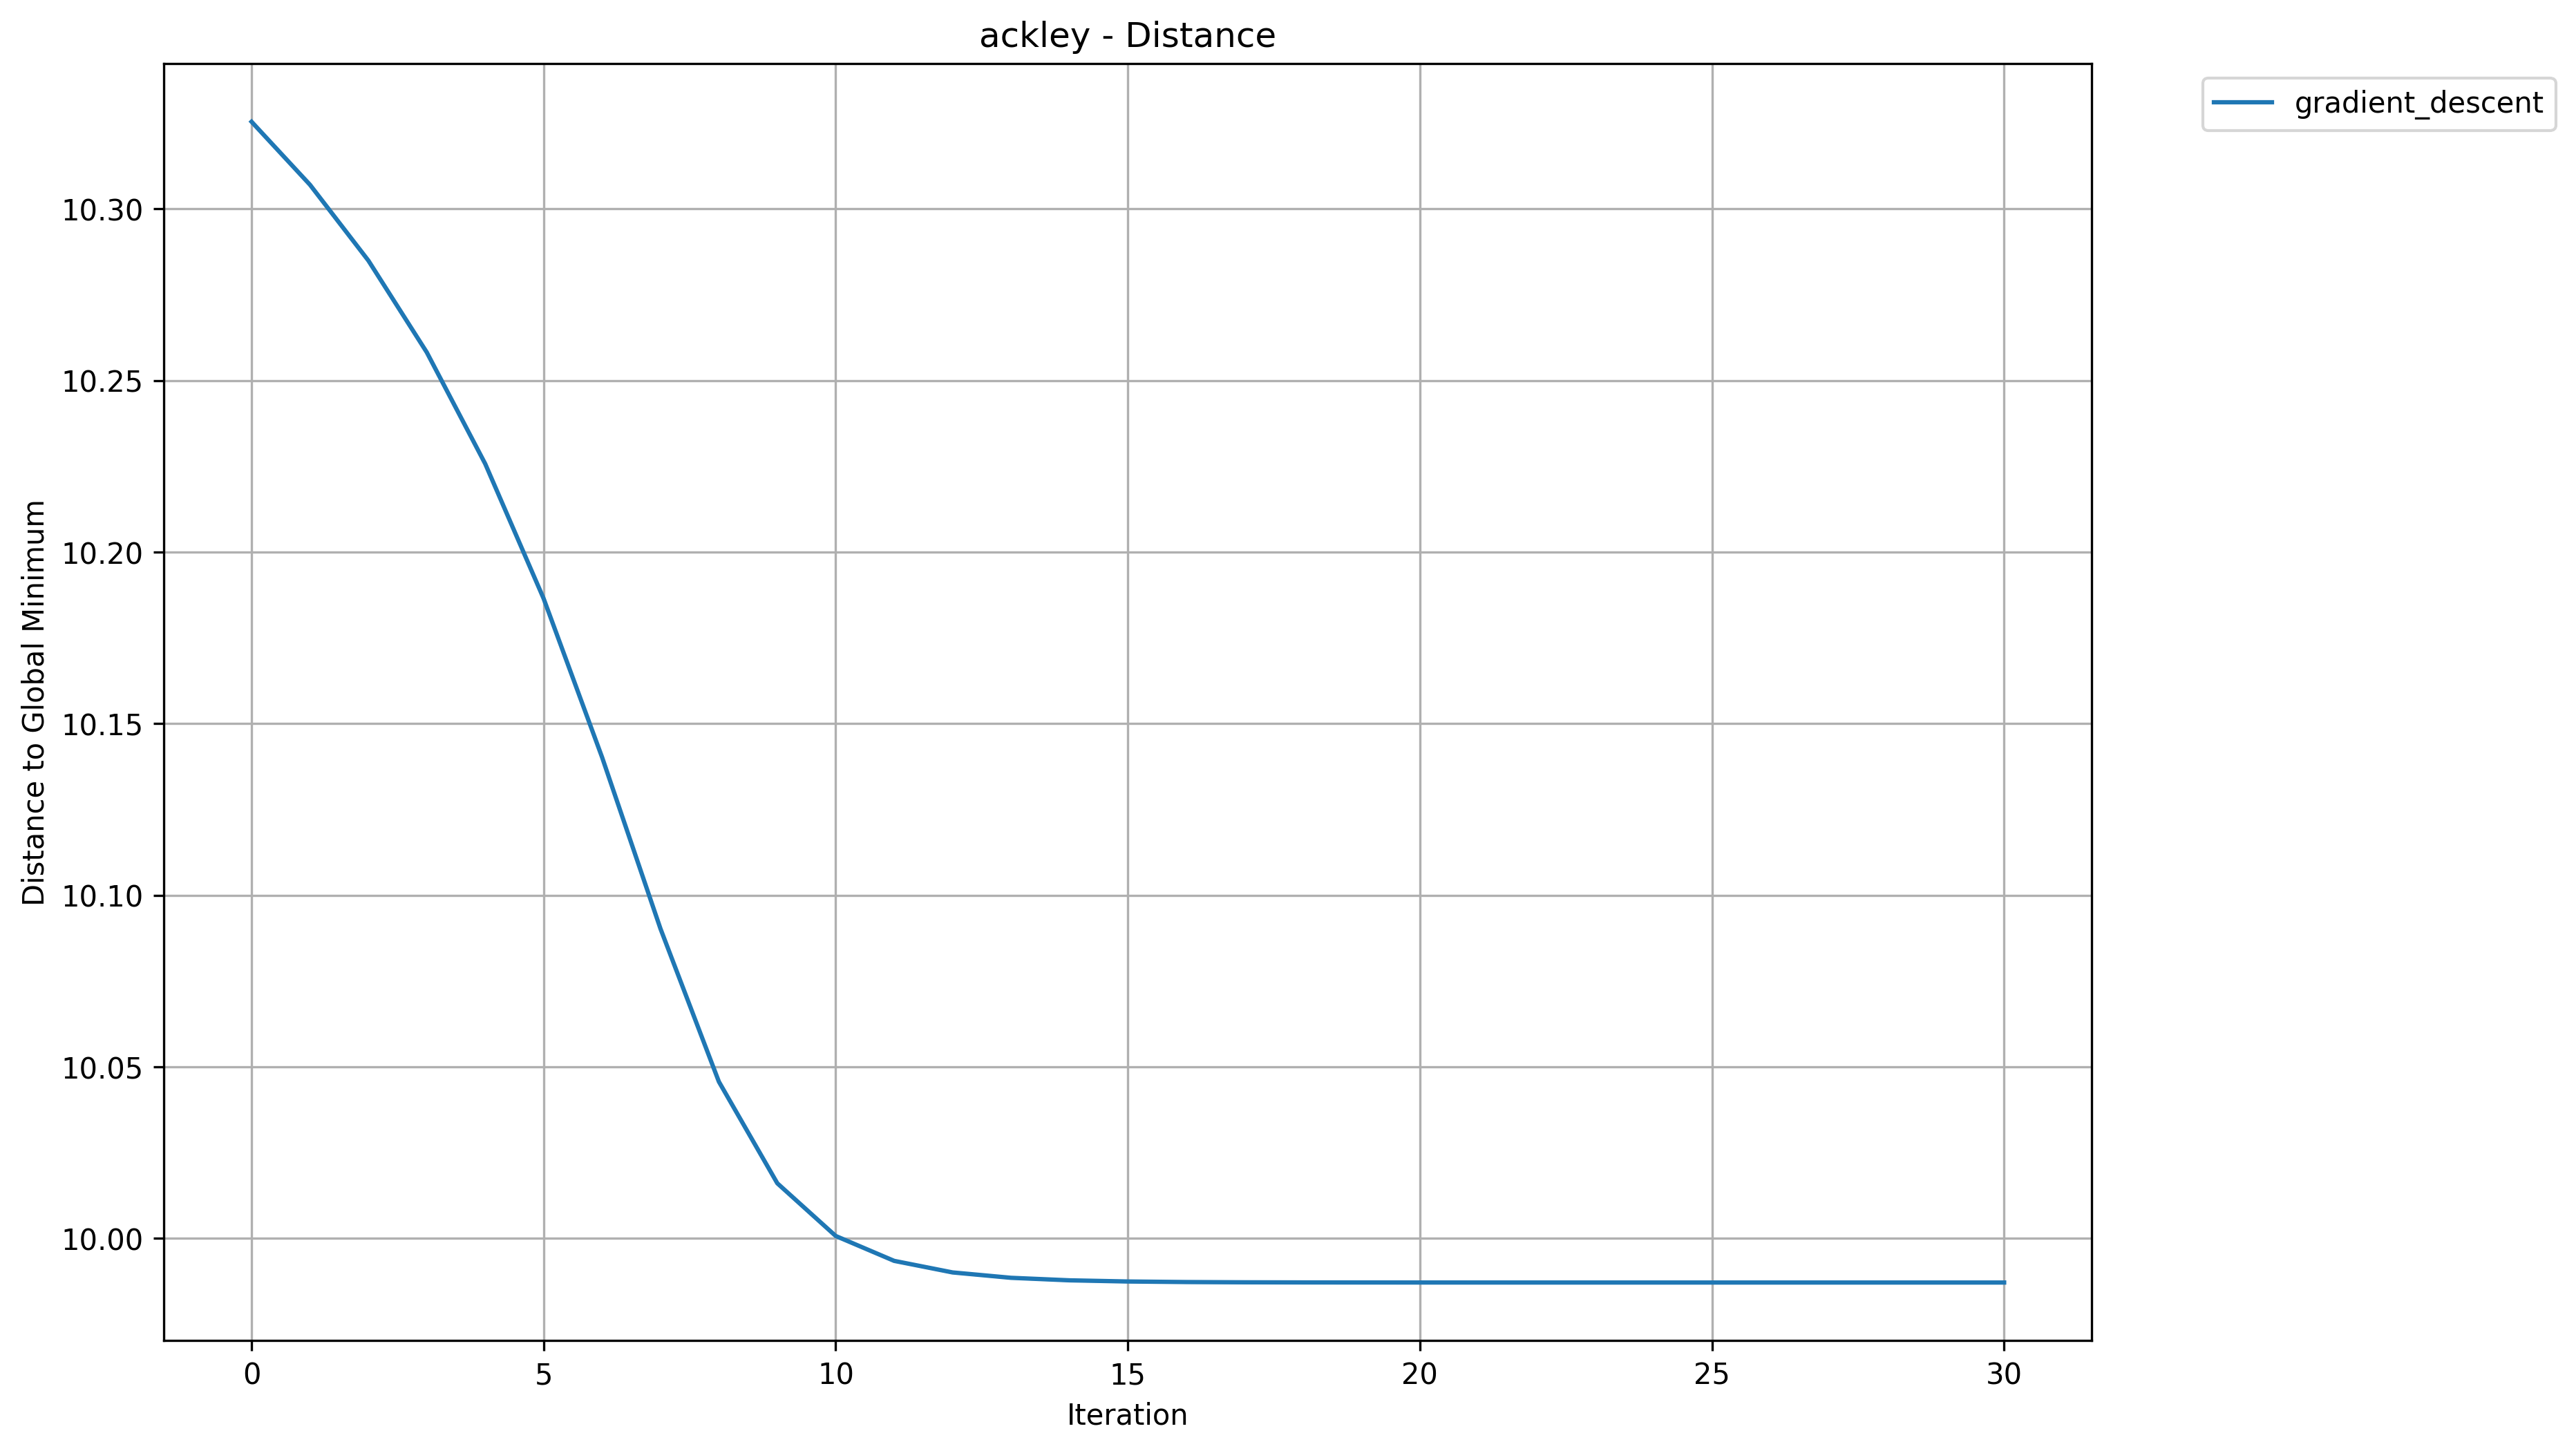 ackley - Distance
gradient_descent
Distance to Global Minimum
10.30
10.25
10.20
10.15
10.10
10.05
10.00
0 5 10 15 20 25 30
Iteration